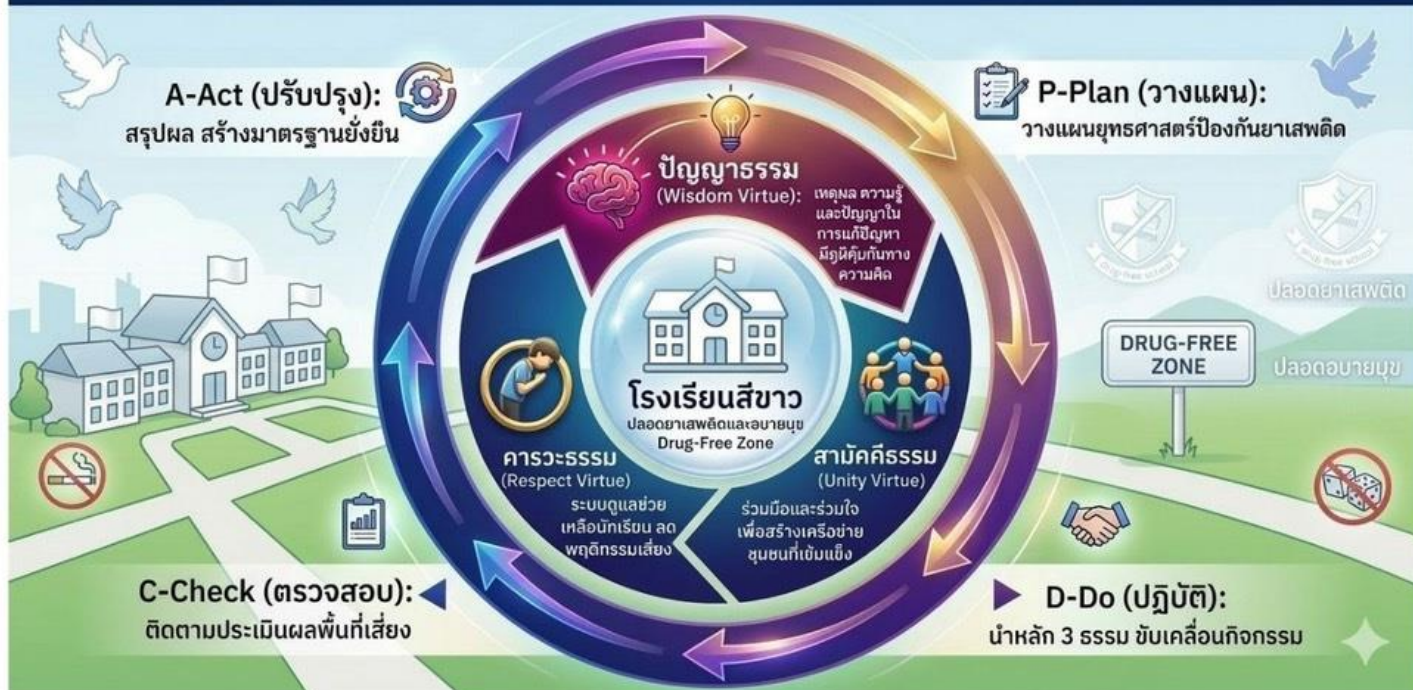 A-Act (ปรับปรุง):
สรุปผล สร้างมาตรฐานยั่งยืน
P-Plan (วางแผน):
วางแผนยุทธศาสตร์ป้องกันยาเสพติด
ปัญญาธรรม
(Wisdom Virtue):
เหตุผล ความรู้
และปัญญาใน
การแก้ปัญหา
มีภูมิคุ้มกันทาง
ความคิด
โรงเรียนสีขาว
ปลอดยาเสพติดและอบายมุข
Drug-Free Zone
คารวะธรรม
(Respect Virtue)
ระบบดูแลช่วย
เหลือนักเรียน ลด
พฤติกรรมเสี่ยง
สามัคคีธรรม
(Unity Virtue)
ร่วมมือและร่วมใจ
เพื่อสร้างเครือข่าย
ชุมชนที่เข้มแข็ง
Drug-free school
ปลอดยาเสพติด
DRUG-FREE
ZONE
ปลอดอบายมุข
C-Check (ตรวจสอบ):
ติดตามประเมินผลพื้นที่เสี่ยง
D-Do (ปฏิบัติ):
นำหลัก 3 ธรรม ขับเคลื่อนกิจกรรม